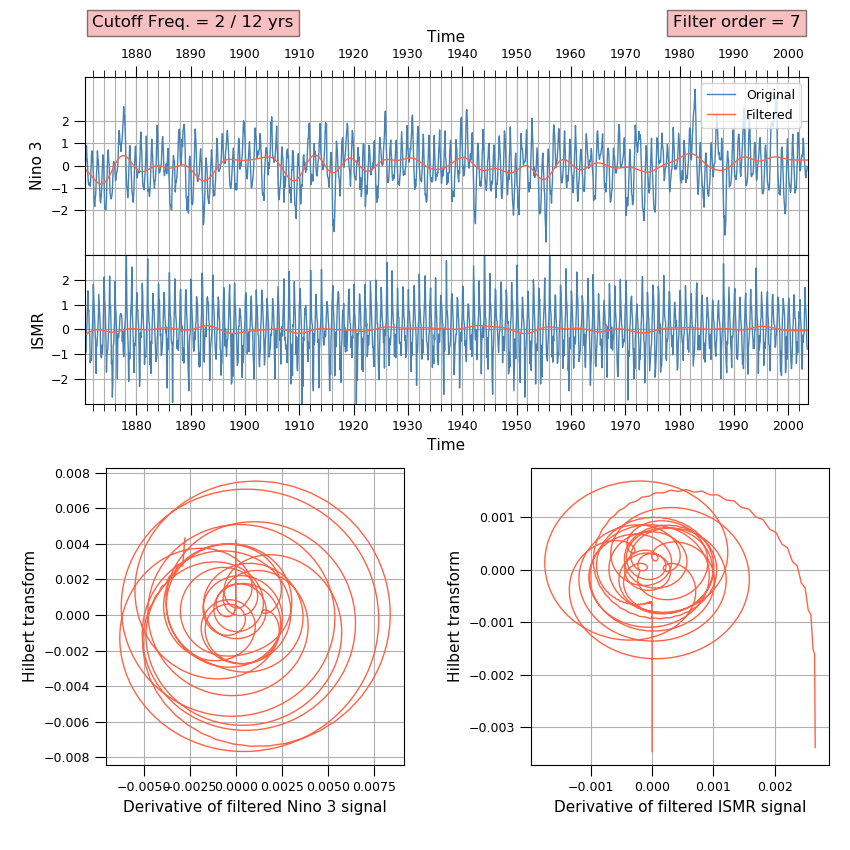 Cutoff Freq. = 2 / 12 yrs
Filter order = 7
Time
1880 1890 1900 1910 1920 1930 1940 1950 1960 1970 1980 1990 2000
Original
Filtered
Nino 3
2
1
0
−1
−2
ISMR
2
1
0
−1
−2
1880 1890 1900 1910 1920 1930 1940 1950 1960 1970 1980 1990 2000
Time
Hilbert transform
0.008
0.006
0.004
0.002
0.000
−0.002
−0.004
−0.006
−0.008
−0.0050 −0.0025 0.0000 0.0025 0.0050 0.0075
Derivative of filtered Nino 3 signal
Hilbert transform
0.001
0.000
−0.001
−0.002
−0.003
−0.001 0.000 0.001 0.002
Derivative of filtered ISMR signal